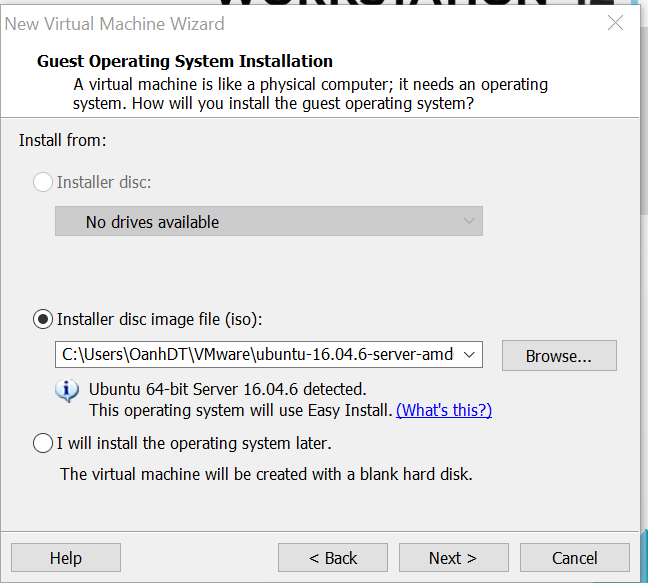 WORKSTATION 12
New Virtual Machine Wizard
Guest Operating System Installation
A virtual machine is like a physical computer; it needs an operating
system. How will you install the guest operating system?
Install from:
Installer disc:
No drives available
Installer disc image file (iso):
C:\Users\OanhDT\VMware\ubuntu-16.04.6-server-amd
Browse...
Ubuntu 64-bit Server 16.04.6 detected.
This operating system will use Easy Install. (What's this?)
I will install the operating system later.
The virtual machine will be created with a blank hard disk.
Help
< Back
Next >
Cancel